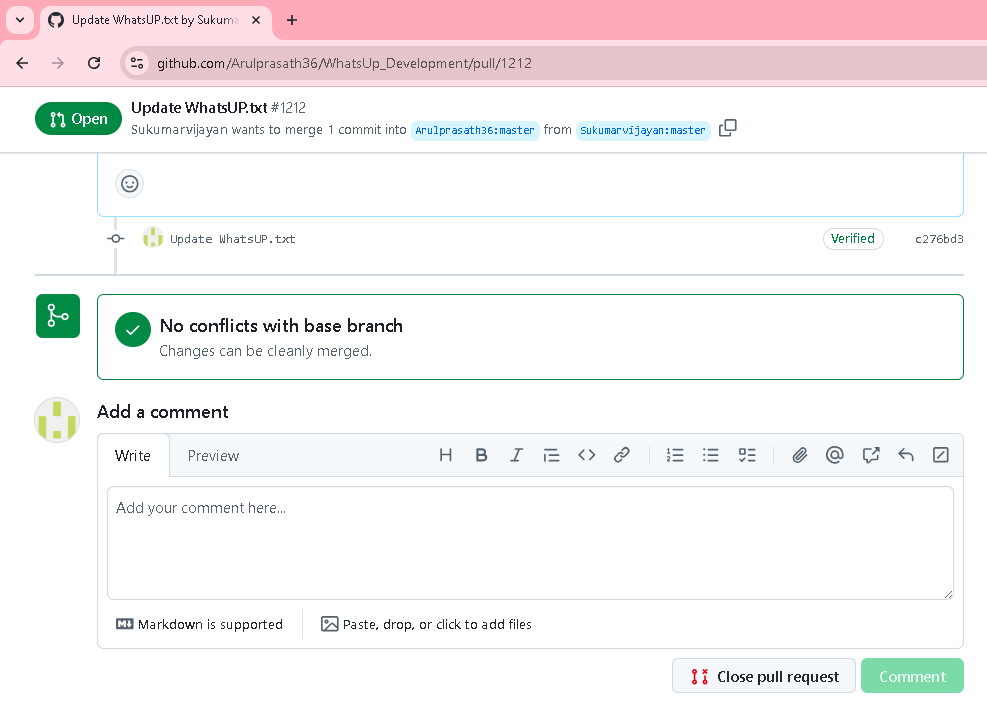 Update WhatsUP.txt by Sukuma
github.com/Arulprasath36/WhatsUp_Development/pull/1212
Open
Update WhatsUP.txt #1212
Sukumarvijayan wants to merge 1 commit into Arulprasath36:master from Sukumarvijayan:master
Update WhatsUP.txt Verified c276bd3
No conflicts with base branch
Changes can be cleanly merged.
Add a comment
Write Preview
Add your comment here...
Markdown is supported Paste, drop, or click to add files
Close pull request Comment